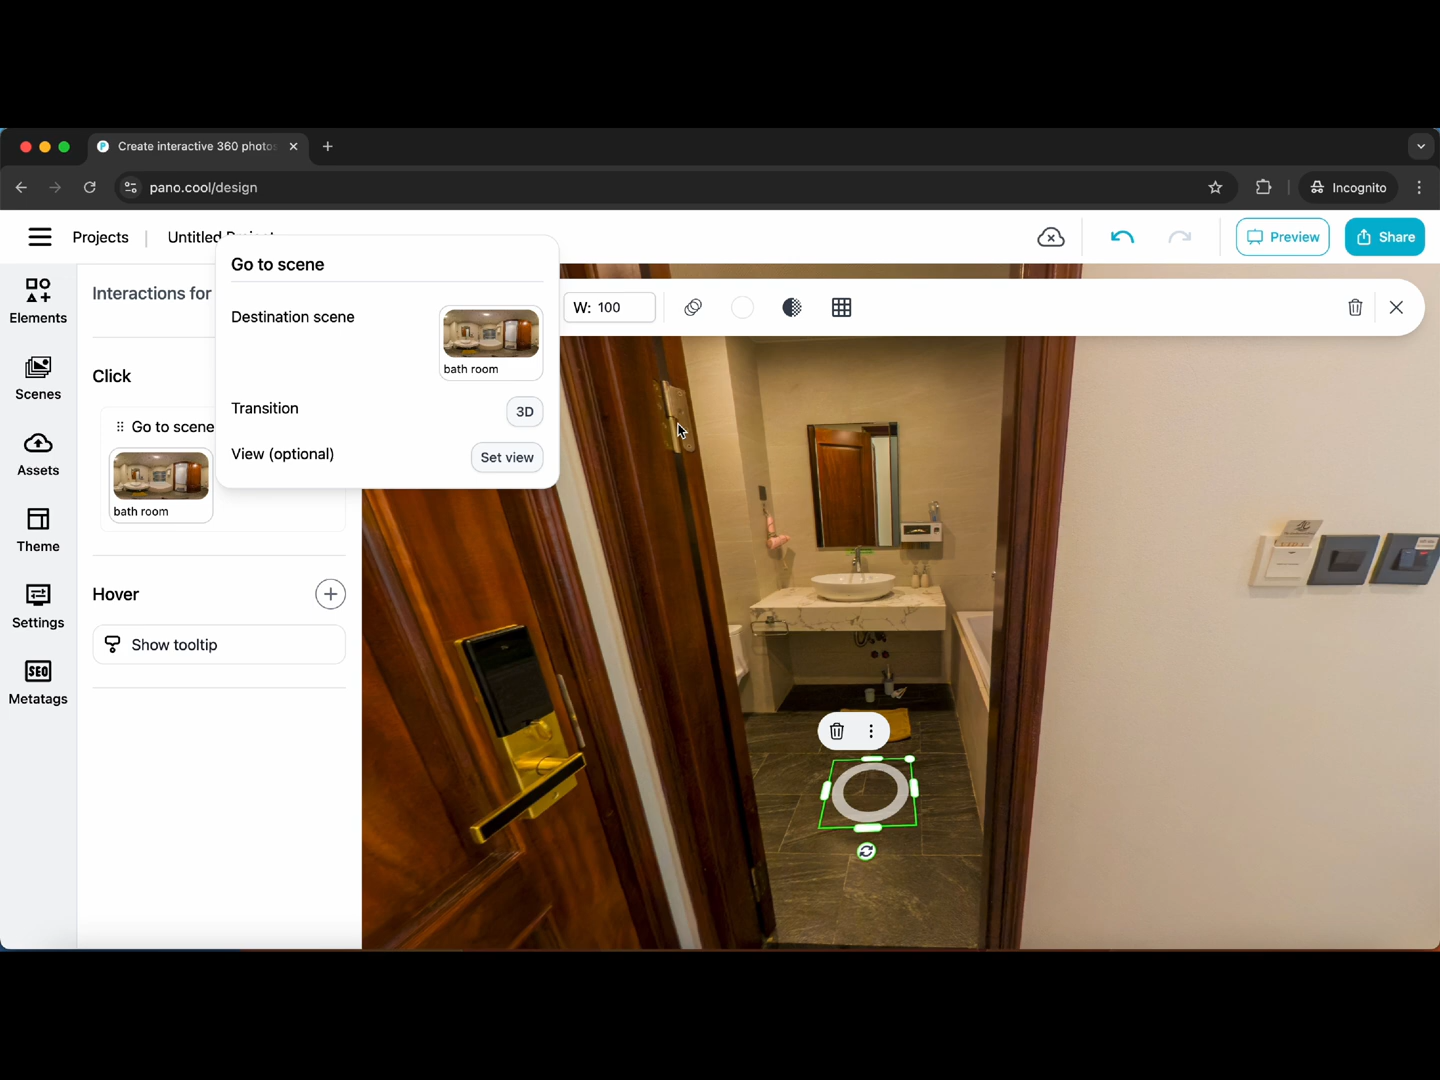 Create interactive 360 photos
pano.cool/design
Incognito
Projects
Untitled Project
Preview
Share
Go to scene
Destination scene
bath room
Transition
3D
View (optional)
Set view
W: 100
Elements
Scenes
Assets
Theme
Settings
SEO
Metatags
Interactions for
Click
Go to scene
bath room
Hover
Show tooltip